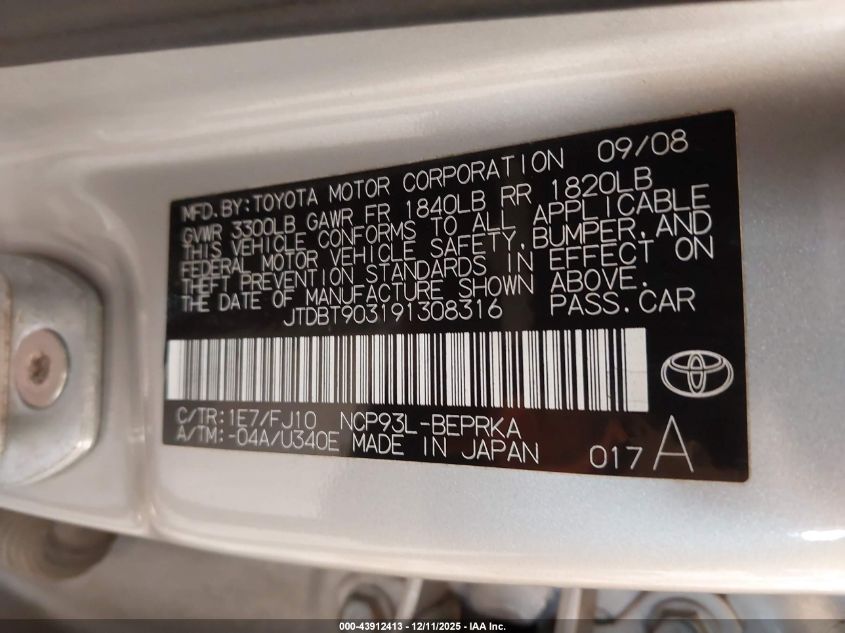 MFD. BY: TOYOTA MOTOR CORPORATION 09/08
GVWR 3300LB GAWR FR 1840LB RR 1820LB
THIS VEHICLE CONFORMS TO ALL APPLICABLE
FEDERAL MOTOR VEHICLE SAFETY, BUMPER, AND
THEFT PREVENTION STANDARDS IN EFFECT ON
THE DATE OF MANUFACTURE SHOWN ABOVE.
JTDBT903191308316 PASS. CAR
C/TR: 1E7/FJ10 NCP93L-BEPRKA
A/TM: -04A/U340E MADE IN JAPAN 017 A
000-43912413 - 12/11/2025 - IAA Inc.